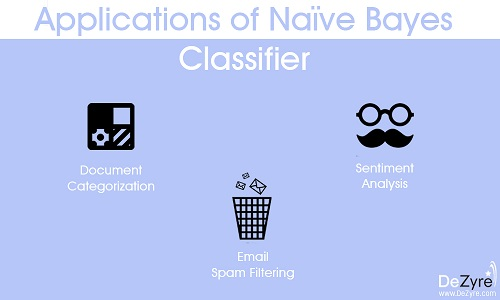 Applications of Naïve Bayes
Classifier
Document
Categorization
Sentiment
Analysis
Email
Spam Filtering
DeZyre
www.DeZyre.com